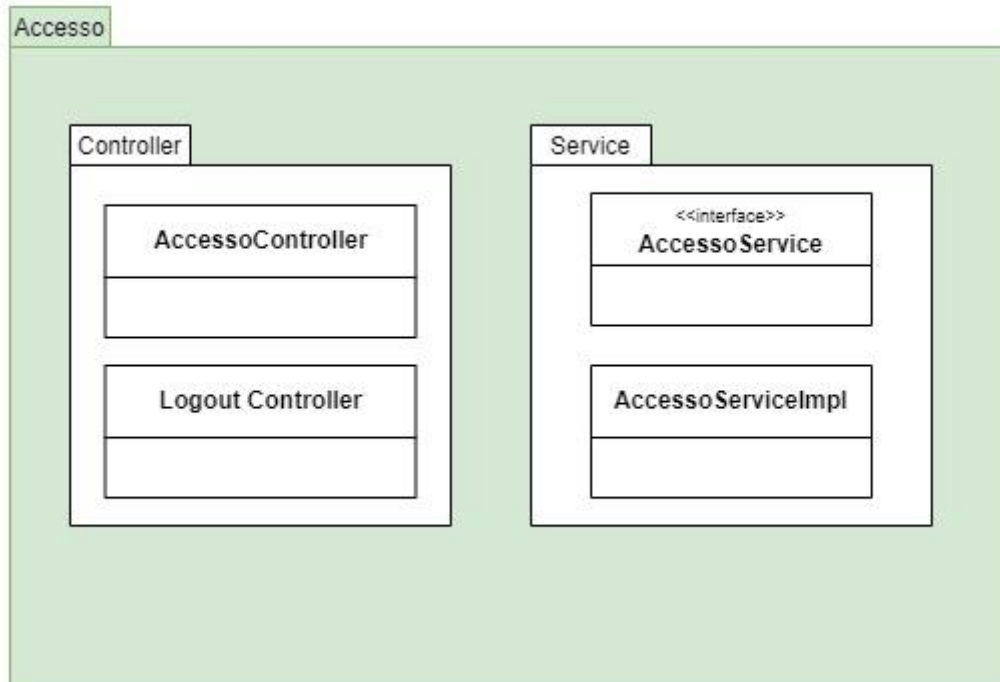 Accesso
Controller
AccessoController
Logout Controller
Service
<<interface>>
AccessoService
AccessoServiceImpl